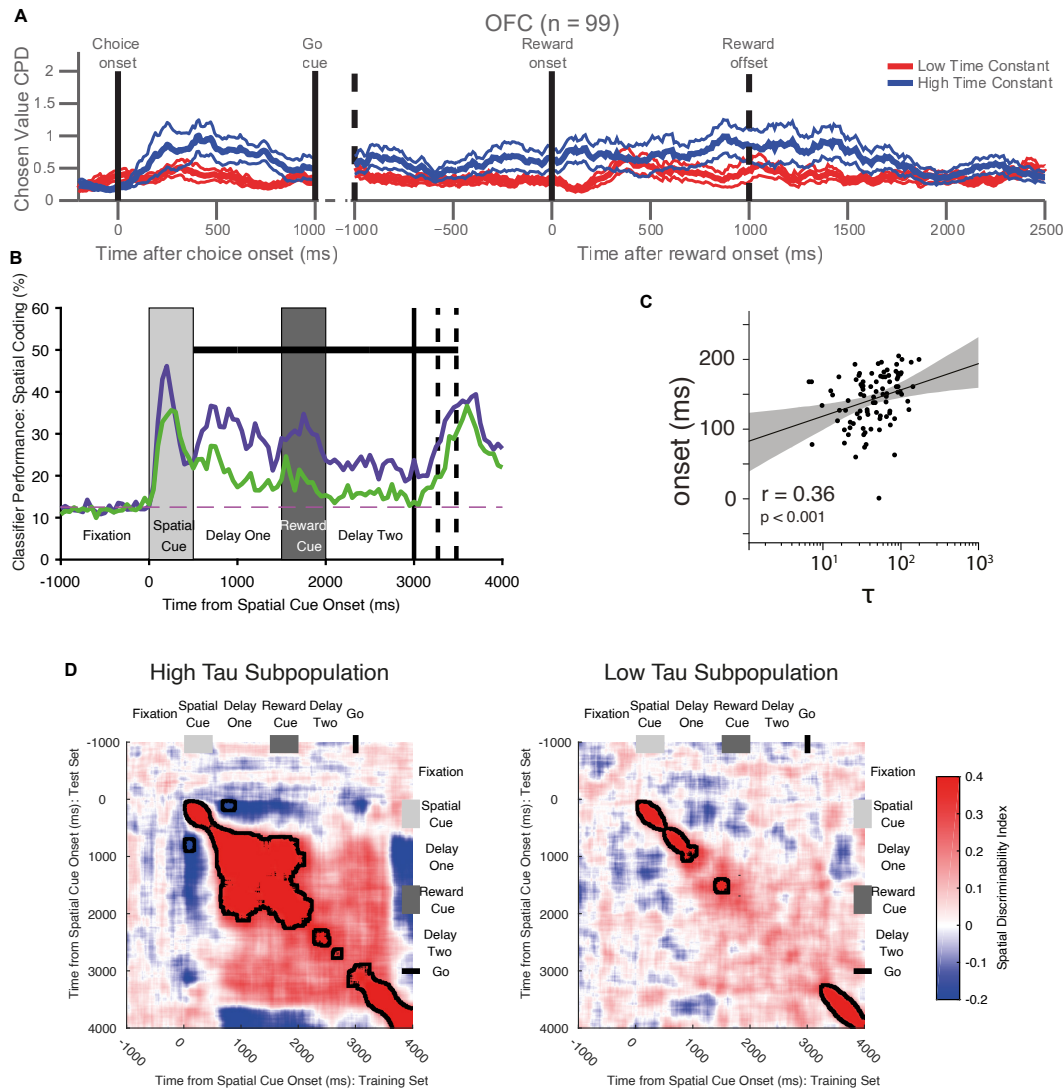 A
OFC (n = 99)
Choice onset
Go cue
Reward onset
Reward offset
Low Time Constant
High Time Constant
Chosen Value CPD
2
1.5
1
0.5
0
0 500 1000
−1000 −500 0 500 1000 1500 2000 2500
Time after choice onset (ms)
Time after reward onset (ms)
B
Classifier Performance: Spatial Coding (%)
60
50
40
30
20
10
0
Fixation
Spatial Cue
Delay One
Reward Cue
Delay Two
-1000 0 1000 2000 3000 4000
Time from Spatial Cue Onset (ms)
C
onset (ms)
200
100
0
r = 0.36
p < 0.001
10¹ 10² 10³
τ
D
High Tau Subpopulation
Fixation
Spatial Cue
Delay One
Reward Cue
Delay Two
Go
Time from Spatial Cue Onset (ms): Test Set
-1000
0
1000
2000
3000
4000
Fixation
Spatial Cue
Delay One
Reward Cue
Delay Two
Go
-1000 0 1000 2000 3000 4000
Time from Spatial Cue Onset (ms): Training Set
Low Tau Subpopulation
Fixation
Spatial Cue
Delay One
Reward Cue
Delay Two
Go
Time from Spatial Cue Onset (ms): Test Set
-1000
0
1000
2000
3000
4000
Fixation
Spatial Cue
Delay One
Reward Cue
Delay Two
Go
-1000 0 1000 2000 3000 4000
Time from Spatial Cue Onset (ms): Training Set
0.4
0.3
0.2
0.1
0
-0.1
-0.2
Spatial Discriminability Index